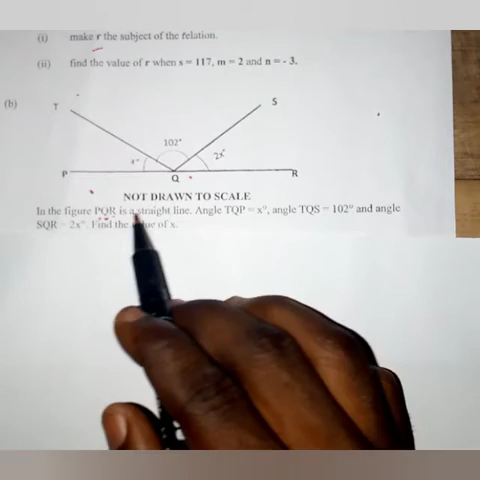 (i) make r the subject of the relation.
(ii) find the value of r when s = 117, m = 2 and n = - 3.
(b)
T
S
102°
x°
2x°
P
Q
R
NOT DRAWN TO SCALE
In the figure PQR is a straight line. Angle TQP = x°, angle TQS = 102° and angle
SQR = 2x°. Find the value of x.